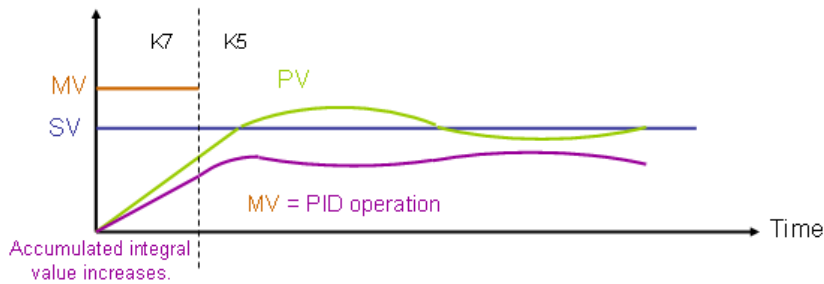 K7 K5
MV
PV
SV
MV = PID operation
Time
Accumulated integral
value increases.